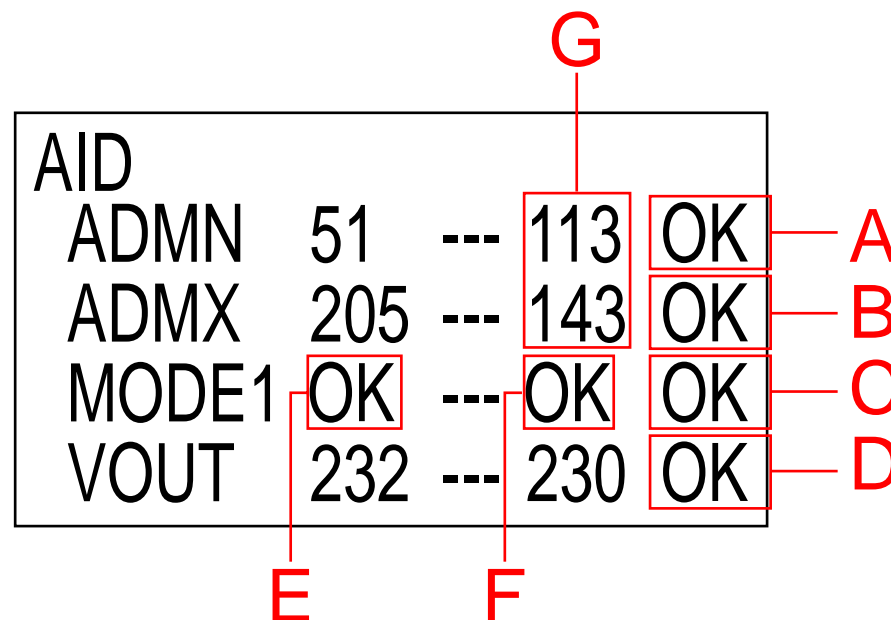 G
AID
ADMN 51 --- 113 OK A
ADMX 205 --- 143 OK B
MODE1 OK --- OK OK C
VOUT 232 --- 230 OK D
E F